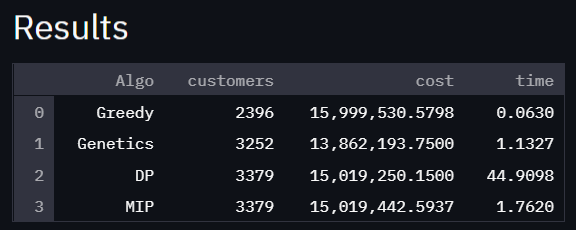 Results
Algo customers cost time
0 Greedy 2396 15,999,530.5798 0.0630
1 Genetics 3252 13,862,193.7500 1.1327
2 DP 3379 15,019,250.1500 44.9098
3 MIP 3379 15,019,442.5937 1.7620